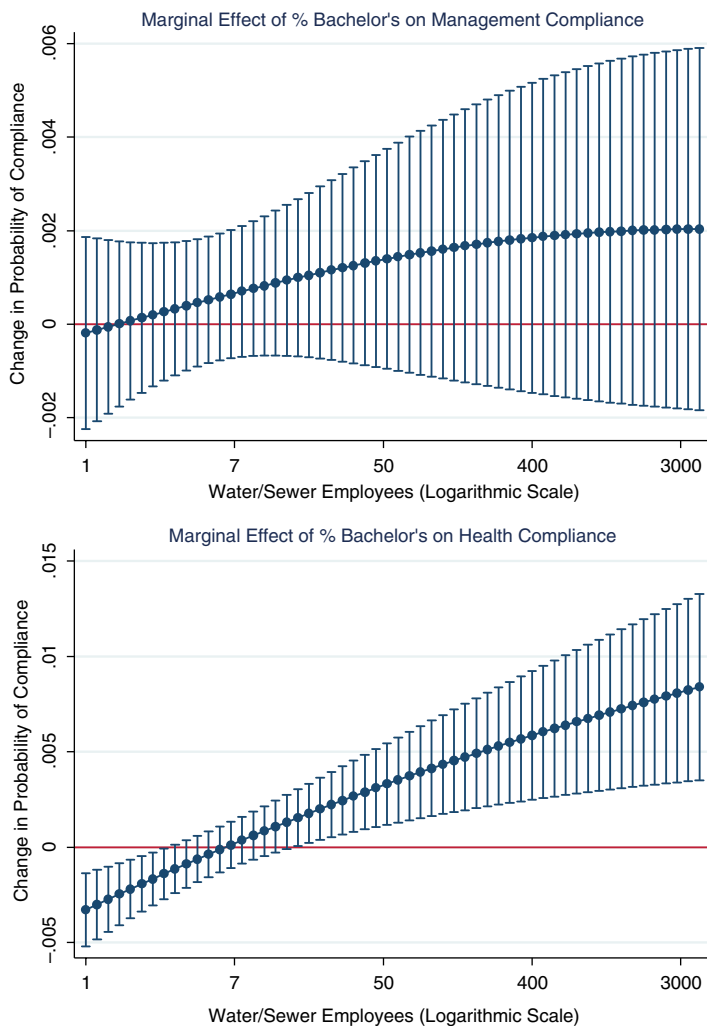 Marginal Effect of % Bachelor's on Management Compliance
.006
.004
.002
0
-.002
Change in Probability of Compliance
1 7 50 400 3000
Water/Sewer Employees (Logarithmic Scale)
Marginal Effect of % Bachelor's on Health Compliance
.015
.01
.005
0
-.005
Change in Probability of Compliance
1 7 50 400 3000
Water/Sewer Employees (Logarithmic Scale)